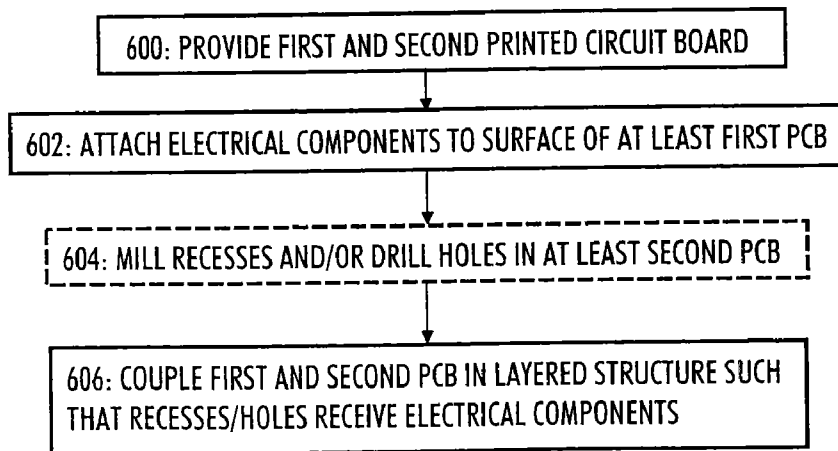 600: PROVIDE FIRST AND SECOND PRINTED CIRCUIT BOARD
602: ATTACH ELECTRICAL COMPONENTS TO SURFACE OF AT LEAST FIRST PCB
604: MILL RECESSES AND/OR DRILL HOLES IN AT LEAST SECOND PCB
606: COUPLE FIRST AND SECOND PCB IN LAYERED STRUCTURE SUCH
THAT RECESSES/HOLES RECEIVE ELECTRICAL COMPONENTS